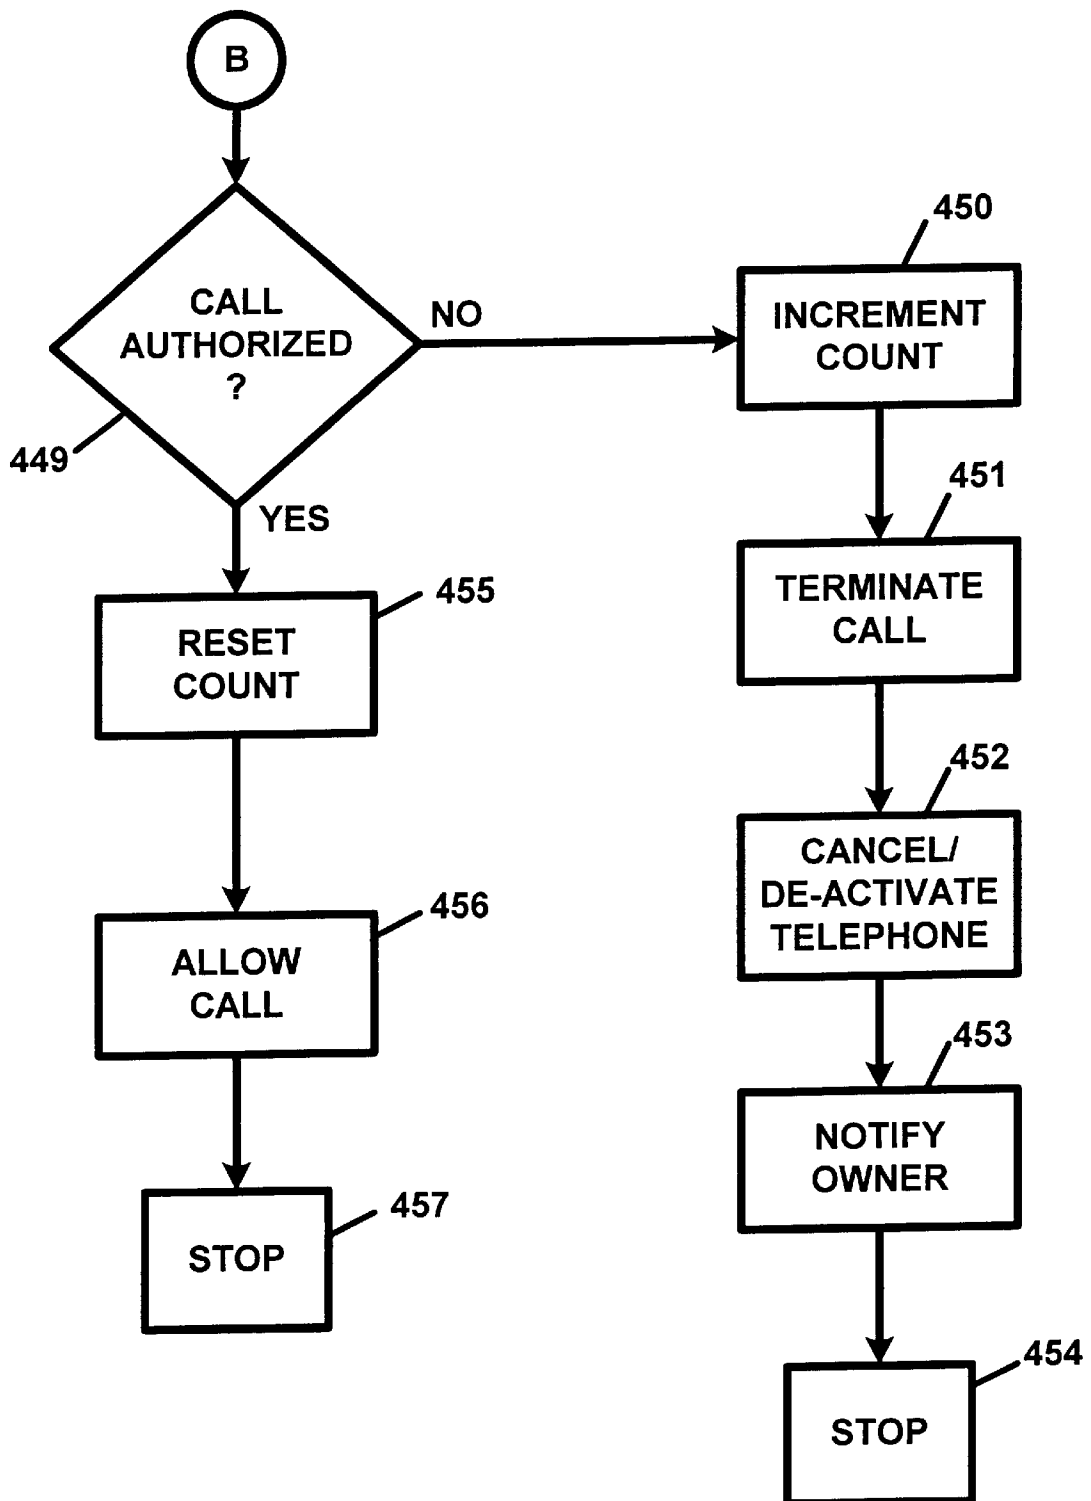 B
CALL
AUTHORIZED
?
449
NO
YES
450
INCREMENT
COUNT
451
TERMINATE
CALL
452
CANCEL/
DE-ACTIVATE
TELEPHONE
453
NOTIFY
OWNER
454
STOP
455
RESET
COUNT
456
ALLOW
CALL
457
STOP